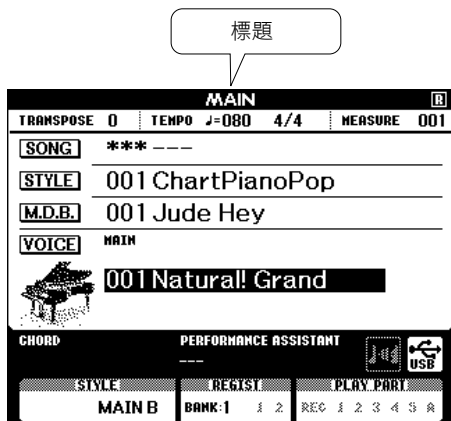 標題
MAIN R
TRANSPOSE 0 TEMPO ♩=080 4/4 MEASURE 001
SONG ***---
STYLE 001 ChartPianoPop
M.D.B. 001 Jude Hey
VOICE MAIN
001 Natural! Grand
CHORD PERFORMANCE ASSISTANT
--- USB
STYLE REGIST PLAY PART
MAIN B BANK:1 1 2 REC 1 2 3 4 5 A